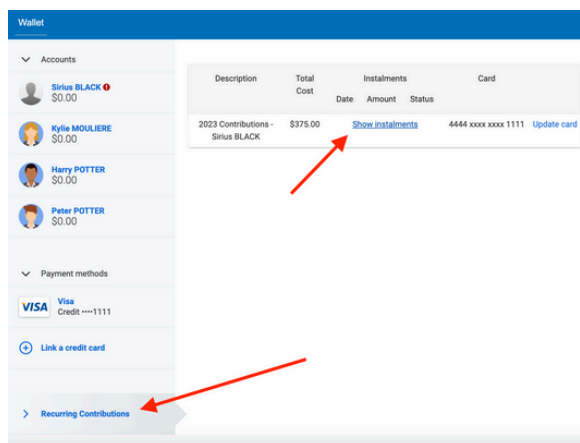 Wallet
Accounts
Sirius BLACK
$0.00
Kylie MOULIERE
$0.00
Harry POTTER
$0.00
Peter POTTER
$0.00
Payment methods
VISA
Visa
Credit ····1111
Link a credit card
Recurring Contributions
Description Total Instalments Card
Cost
Date Amount Status
2023 Contributions - $375.00 Show instalments 4444 xxxx xxxx 1111 Update card
Sirius BLACK